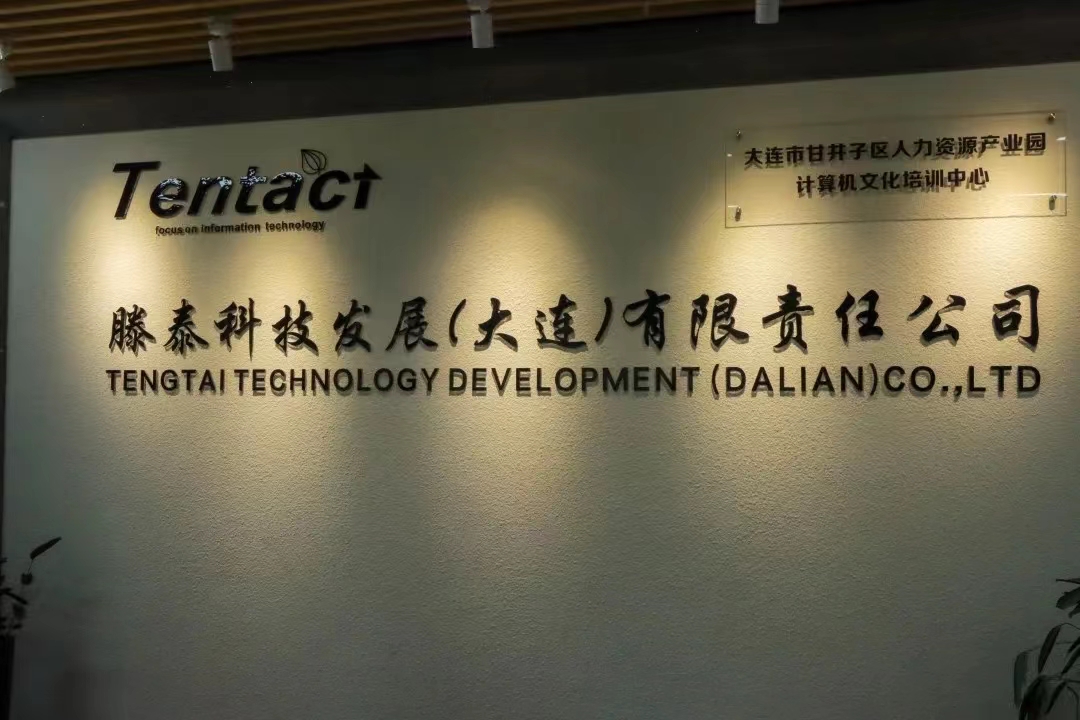 Tentact
focus on information technology
大连市甘井子区人力资源产业园
计算机文化培训中心
滕泰科技发展(大连)有限责任公司
TENGTAI TECHNOLOGY DEVELOPMENT (DALIAN)CO.,LTD